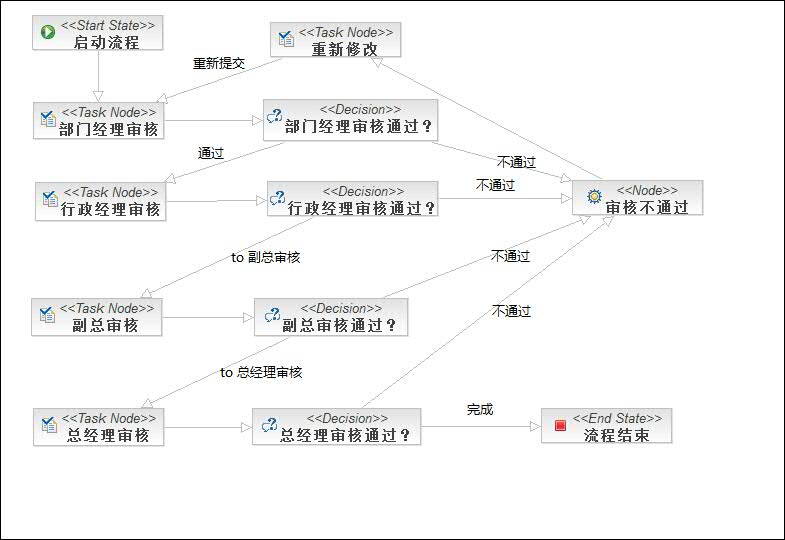 <<Start State>>
启动流程
<<Task Node>>
重新修改
重新提交
<<Task Node>>
部门经理审核
<<Decision>>
部门经理审核通过？
通过
不通过
<<Task Node>>
行政经理审核
<<Decision>>
行政经理审核通过？
不通过
<<Node>>
审核不通过
to 副总审核
不通过
<<Task Node>>
副总审核
<<Decision>>
副总审核通过？
不通过
to 总经理审核
<<Task Node>>
总经理审核
<<Decision>>
总经理审核通过？
完成
<<End State>>
流程结束